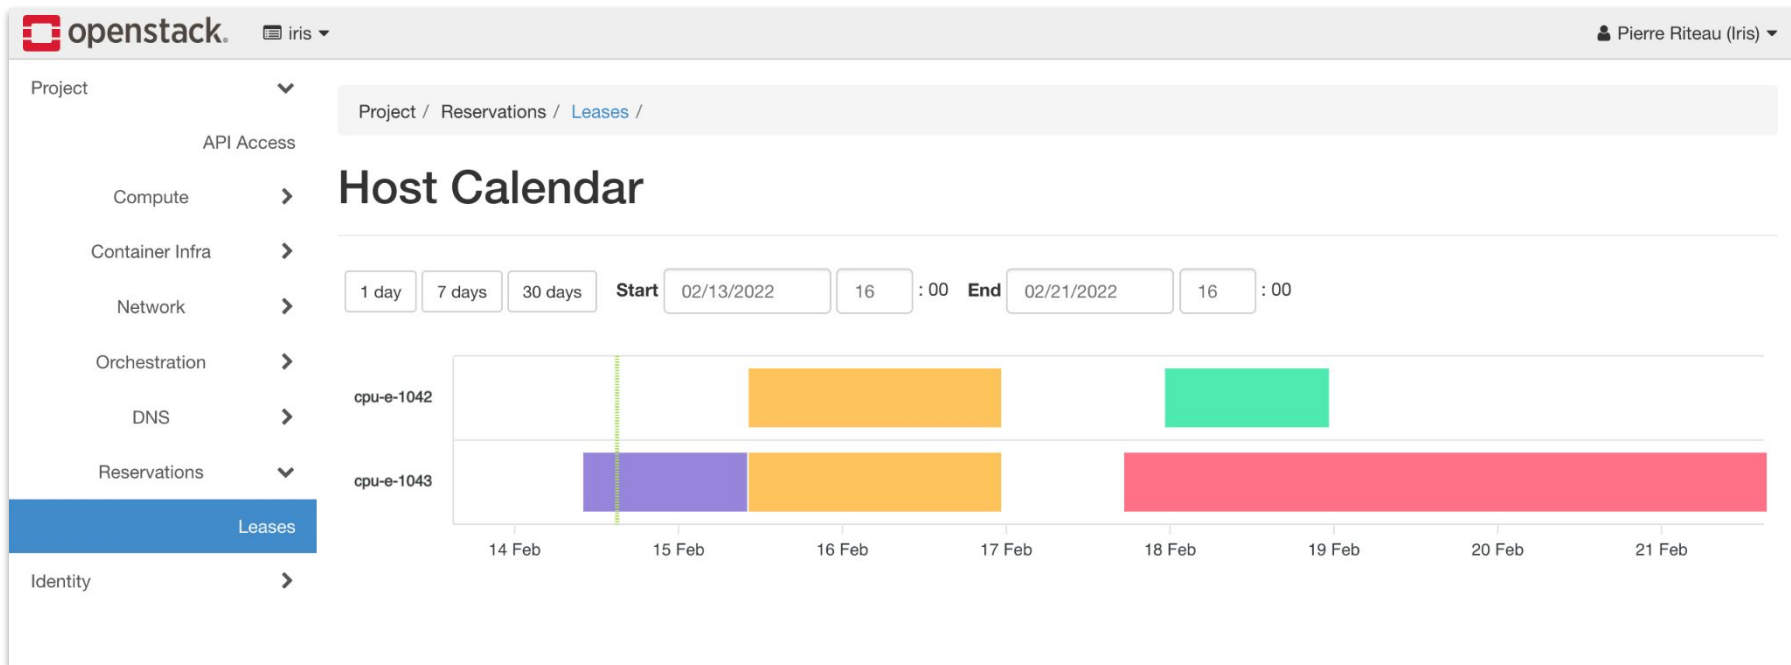 openstack. iris Pierre Riteau (Iris)
Project
Project / Reservations / Leases /
API Access
Host Calendar
Compute
Container Infra
1 day 7 days 30 days Start 02/13/2022 16 : 00 End 02/21/2022 16 : 00
Network
Orchestration
cpu-e-1042
DNS
Reservations
cpu-e-1043
Leases
14 Feb 15 Feb 16 Feb 17 Feb 18 Feb 19 Feb 20 Feb 21 Feb
Identity